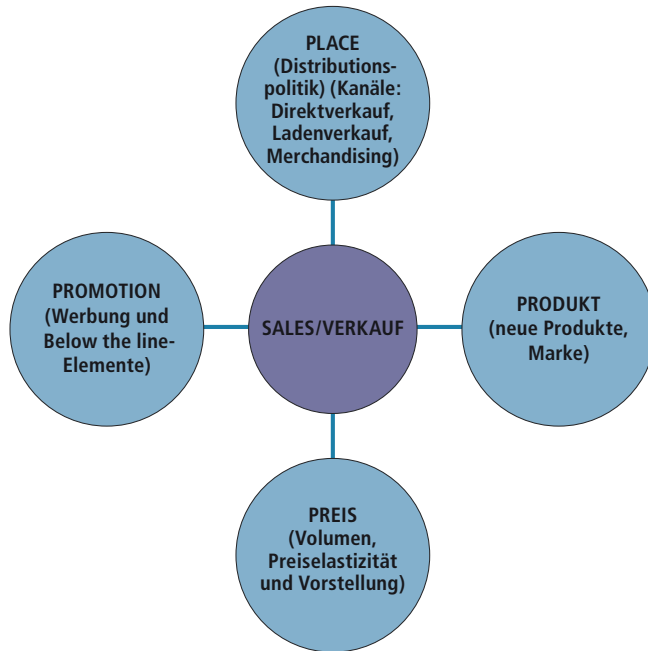 PLACE
(Distributions-
politik) (Kanäle:
Direktverkauf,
Ladenverkauf,
Merchandising)
PROMOTION
(Werbung und
Below the line-
Elemente)
SALES/VERKAUF
PRODUKT
(neue Produkte,
Marke)
PREIS
(Volumen,
Preiselastizität
und Vorstellung)